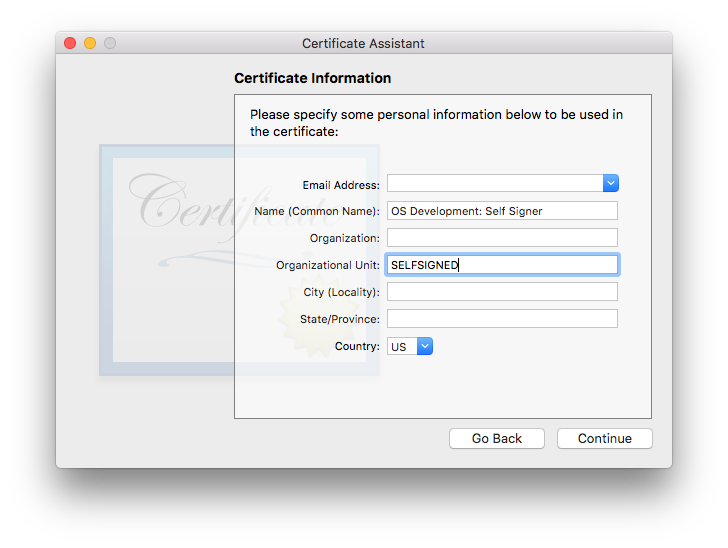 Certificate Assistant
Certificate Information
Please specify some personal information below to be used in
the certificate:
Certificate
Email Address:
Name (Common Name): OS Development: Self Signer
Organization:
Organizational Unit: SELFSIGNED
City (Locality):
State/Province:
Country: US
Go Back Continue